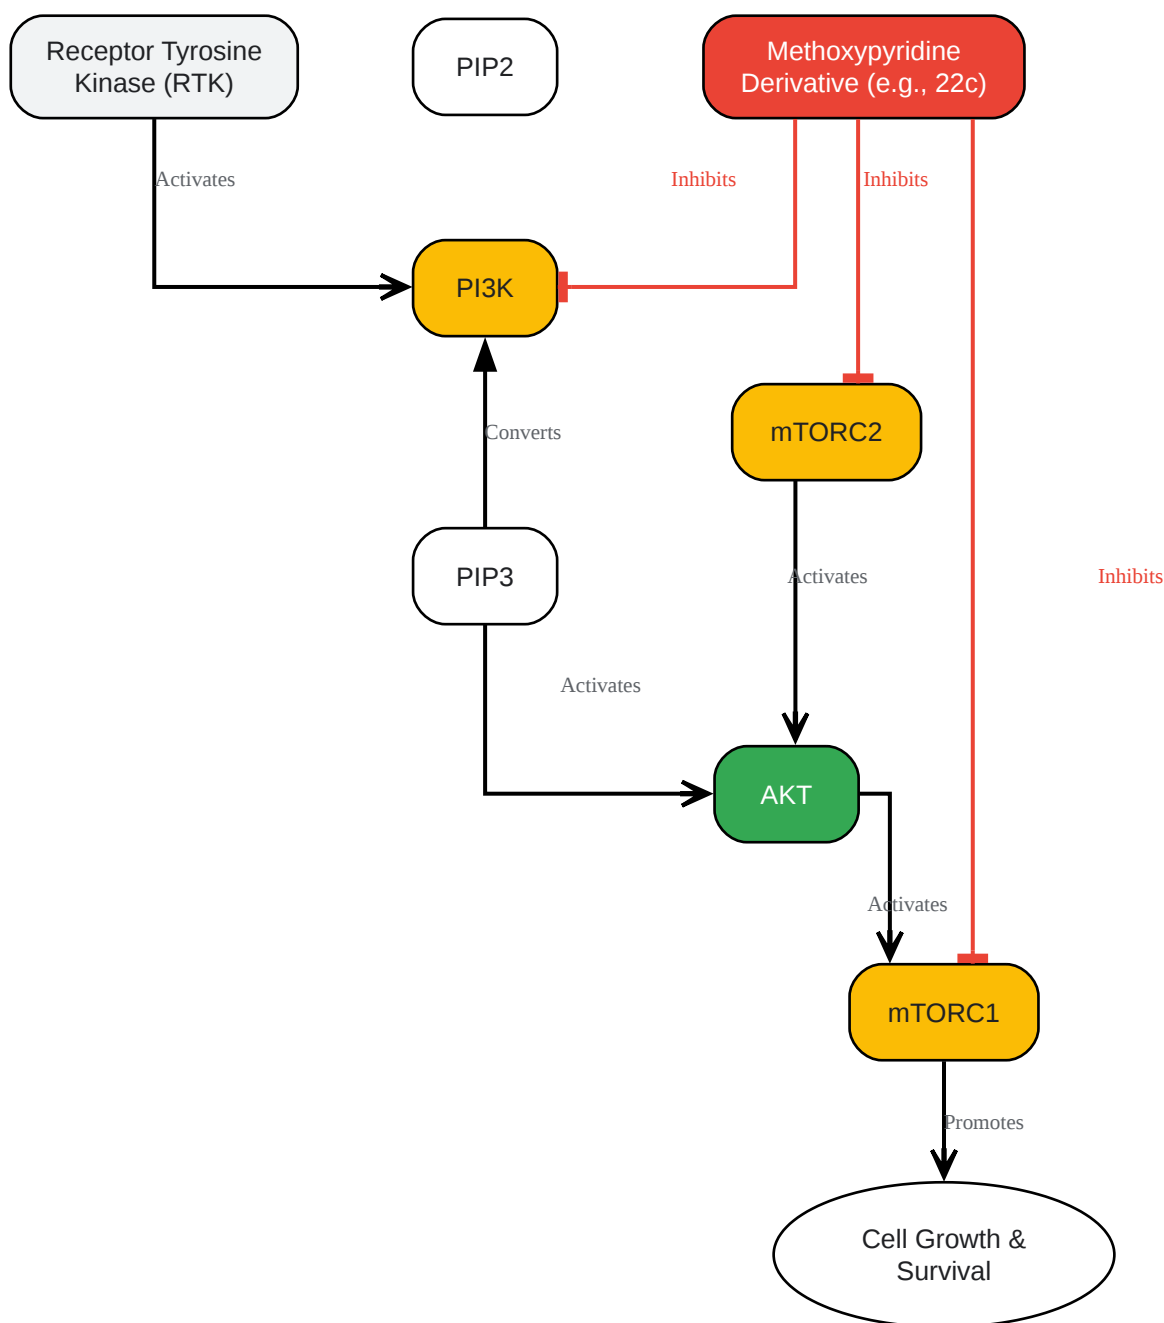 Receptor Tyrosine
Kinase (RTK)
PIP2
Methoxypyridine
Derivative (e.g., 22c)
Activates
Inhibits
Inhibits
PI3K
Converts
mTORC2
PIP3
Activates
Inhibits
Activates
AKT
Activates
mTORC1
Promotes
Cell Growth &
Survival